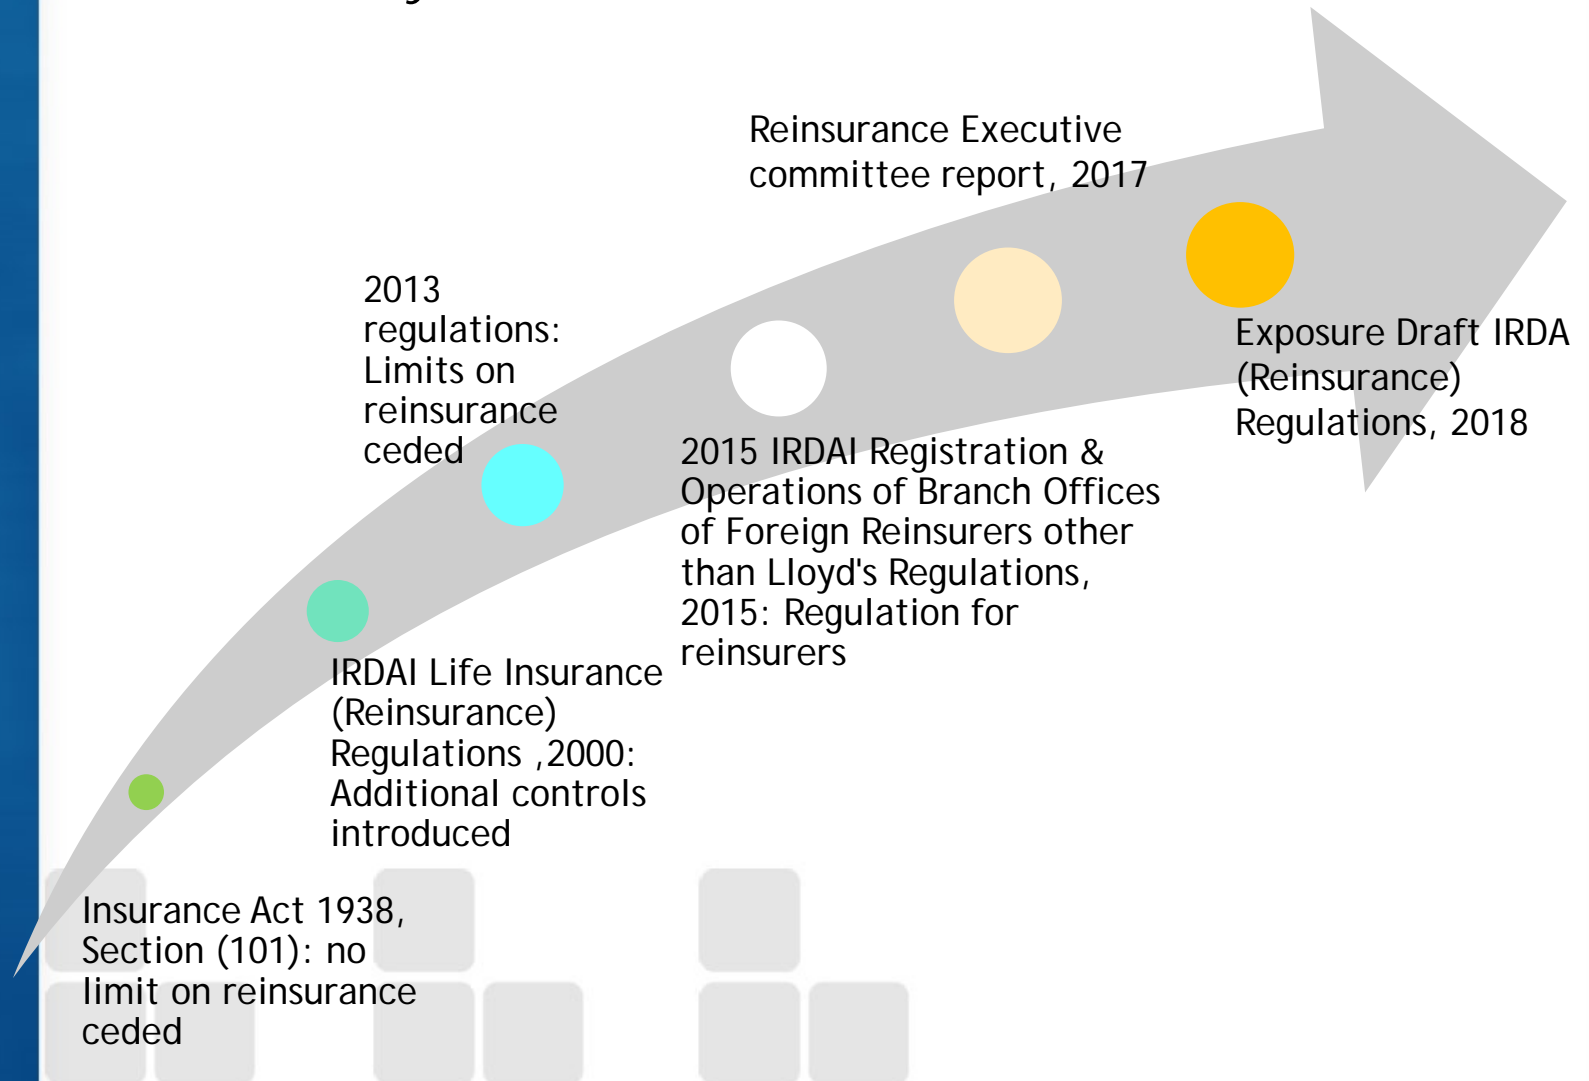 Reinsurance Executive
committee report, 2017
2013
regulations:
Limits on
reinsurance
ceded
Exposure Draft IRDA
(Reinsurance)
Regulations, 2018
2015 IRDAI Registration &
Operations of Branch Offices
of Foreign Reinsurers other
than Lloyd's Regulations,
2015: Regulation for
reinsurers
IRDAI Life Insurance
(Reinsurance)
Regulations ,2000:
Additional controls
introduced
Insurance Act 1938,
Section (101): no
limit on reinsurance
ceded